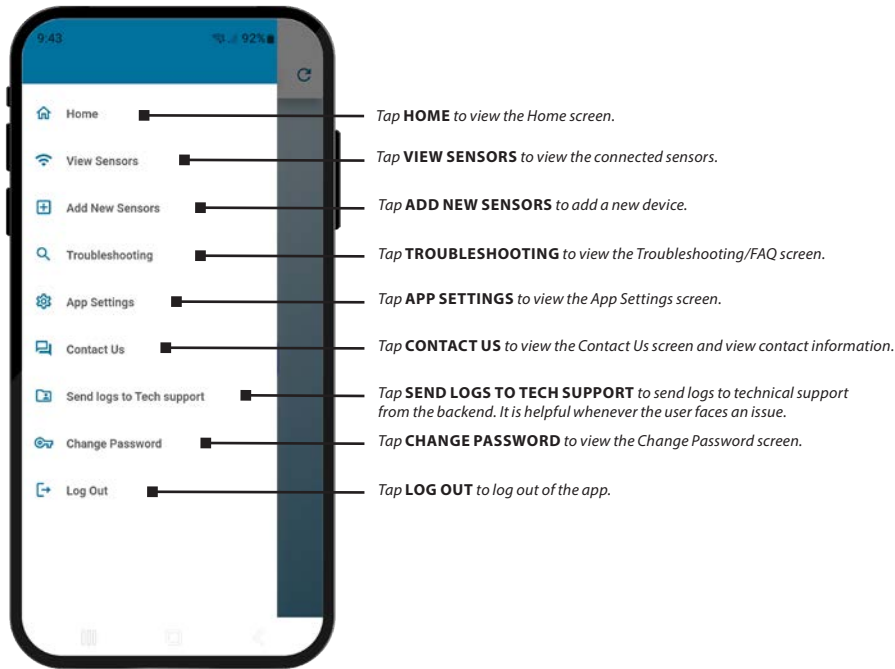 9:43 92%
Home
Tap HOME to view the Home screen.
View Sensors
Tap VIEW SENSORS to view the connected sensors.
Add New Sensors
Tap ADD NEW SENSORS to add a new device.
Troubleshooting
Tap TROUBLESHOOTING to view the Troubleshooting/FAQ screen.
App Settings
Tap APP SETTINGS to view the App Settings screen.
Contact Us
Tap CONTACT US to view the Contact Us screen and view contact information.
Send logs to Tech support
Tap SEND LOGS TO TECH SUPPORT to send logs to technical support
from the backend. It is helpful whenever the user faces an issue.
Change Password
Tap CHANGE PASSWORD to view the Change Password screen.
Log Out
Tap LOG OUT to log out of the app.